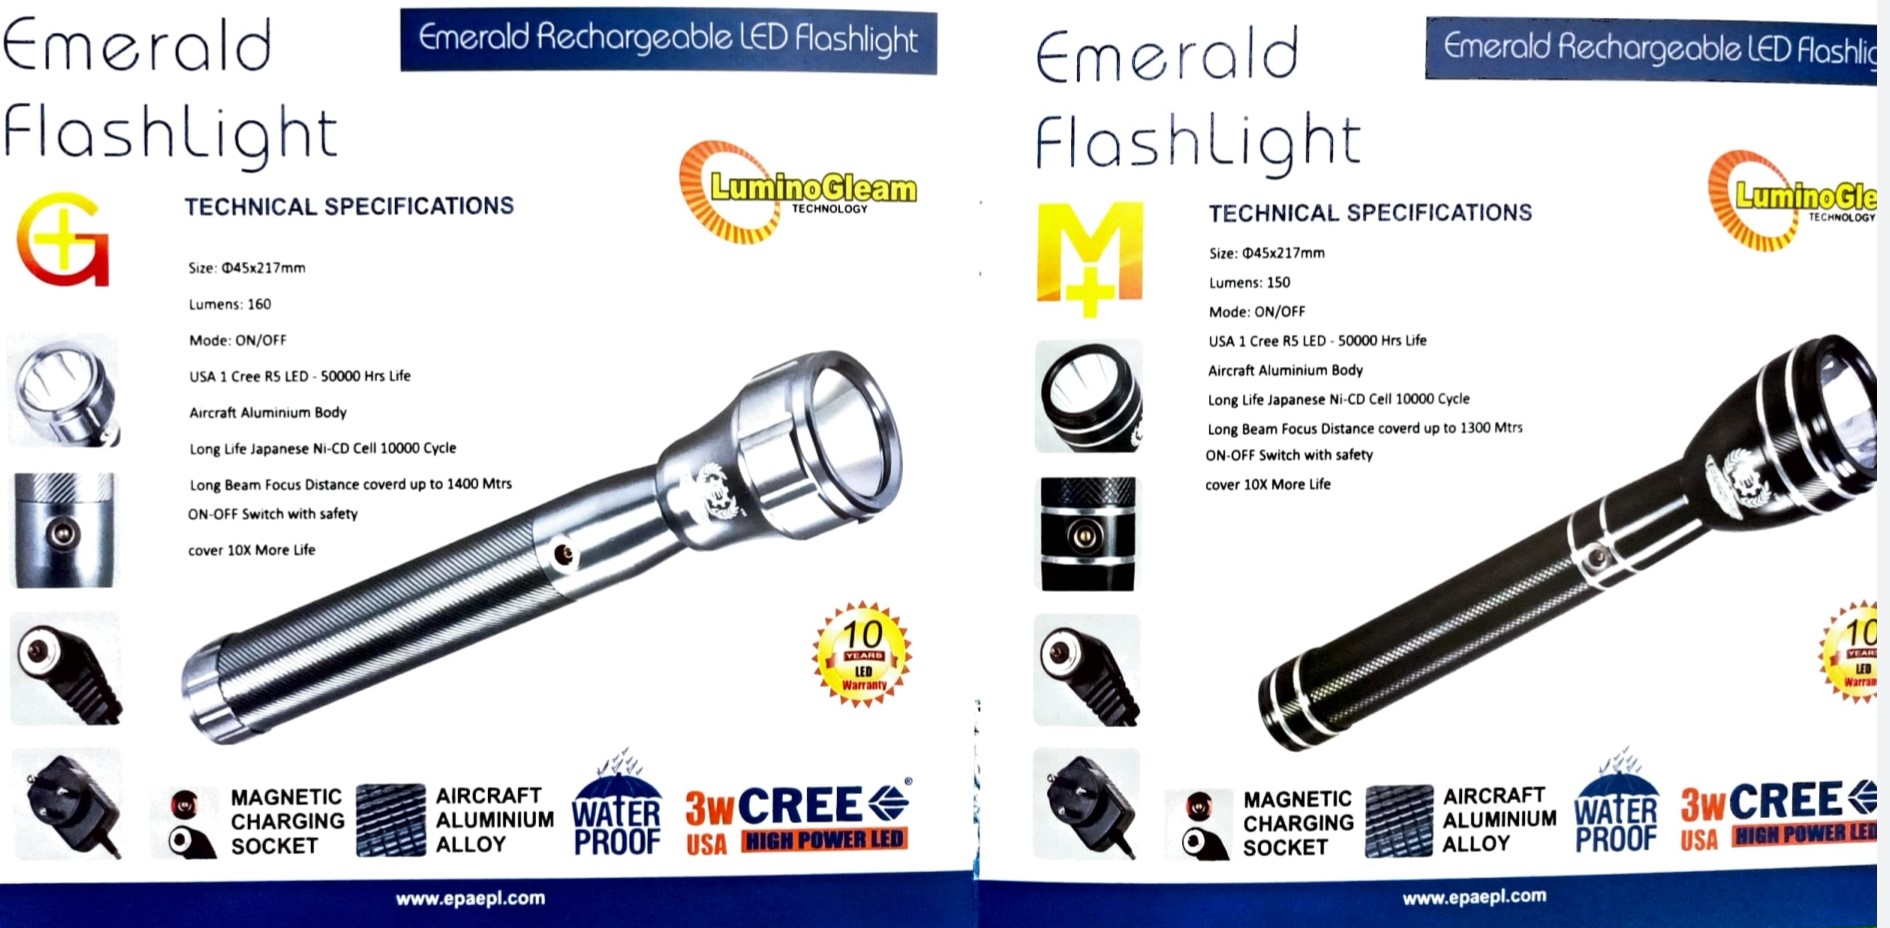 Emerald
FlashLight
Emerald Rechargeable LED Flashlight
G+
LuminoGleam
TECHNOLOGY
TECHNICAL SPECIFICATIONS
Size: Φ45x217mm
Lumens: 160
Mode: ON/OFF
USA 1 Cree R5 LED - 50000 Hrs Life
Aircraft Aluminium Body
Long Life Japanese Ni-CD Cell 10000 Cycle
Long Beam Focus Distance coverd up to 1400 Mtrs
ON-OFF Switch with safety
cover 10X More Life
10
YEARS
LED
Warranty
MAGNETIC
CHARGING
SOCKET
AIRCRAFT
ALUMINIUM
ALLOY
WATER
PROOF
3w CREE
USA HIGH POWER LED
www.epaepl.com
Emerald
FlashLight
Emerald Rechargeable LED Flashlig
M+
LuminoGle
TECHNOLOGY
TECHNICAL SPECIFICATIONS
Size: Φ45x217mm
Lumens: 150
Mode: ON/OFF
USA 1 Cree R5 LED - 50000 Hrs Life
Aircraft Aluminium Body
Long Life Japanese Ni-CD Cell 10000 Cycle
Long Beam Focus Distance coverd up to 1300 Mtrs
ON-OFF Switch with safety
cover 10X More Life
10
YEAR
LED
Warran
MAGNETIC
CHARGING
SOCKET
AIRCRAFT
ALUMINIUM
ALLOY
WATER
PROOF
3w CREE
USA HIGH POWER LED
www.epaepl.com